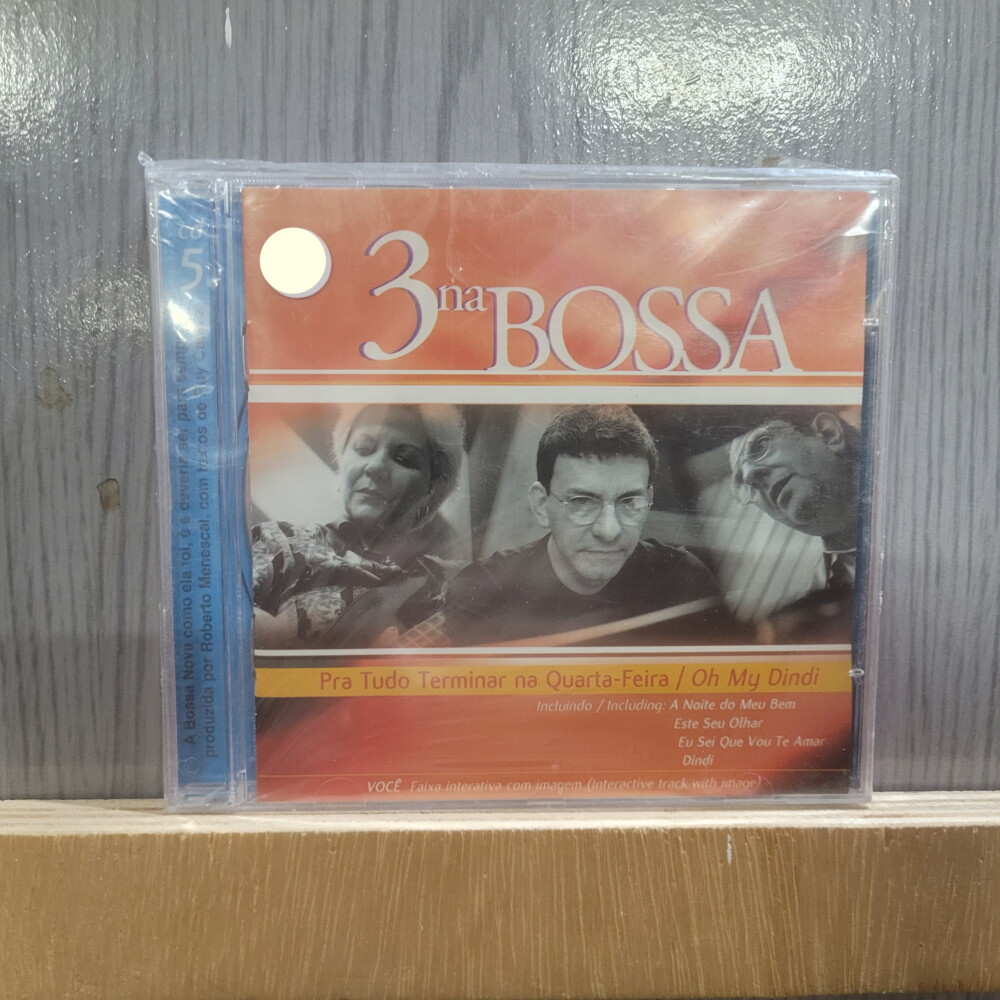 3 na BOSSA
Pra Tudo Terminar na Quarta-Feira / Oh My Dindi
Incluindo / Including: A Noite do Meu Bem
Este Seu Olhar
Eu Sei Que Vou Te Amar
Dindi
VOCÊ Faixa interativa com imagem (Interactive track with image)
5
A Bossa Nova como ela foi, é e deveria ser para
produzida por Roberto Menescal, com textos de Ruy